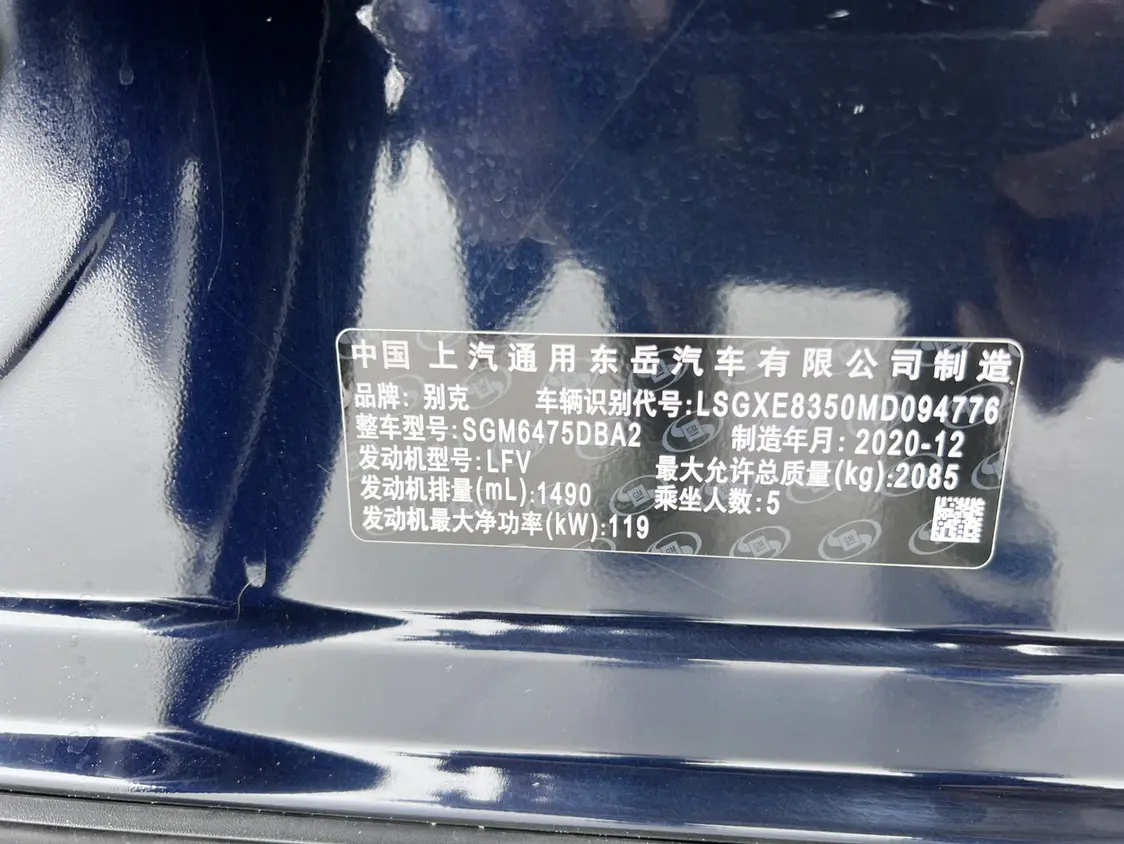 中国 上汽通用东岳汽车有限公司制造
品牌: 别克 车辆识别代号:LSGXE8350MD094776
整车型号:SGM6475DBA2 制造年月: 2020-12
发动机型号:LFV 最大允许总质量(kg):2085
发动机排量(mL):1490 乘坐人数:5
发动机最大净功率(kW):119